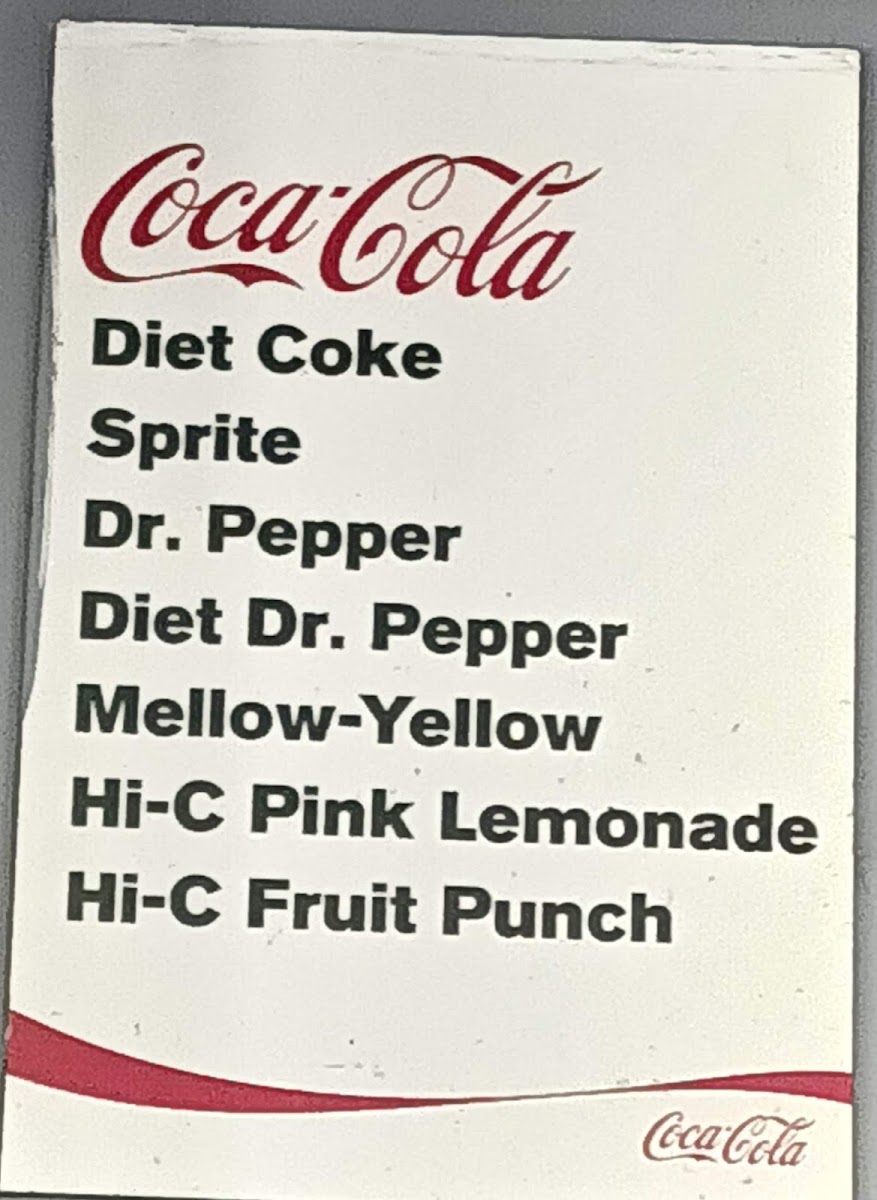 Coca-Cola
Diet Coke
Sprite
Dr. Pepper
Diet Dr. Pepper
Mellow-Yellow
Hi-C Pink Lemonade
Hi-C Fruit Punch
Coca-Cola